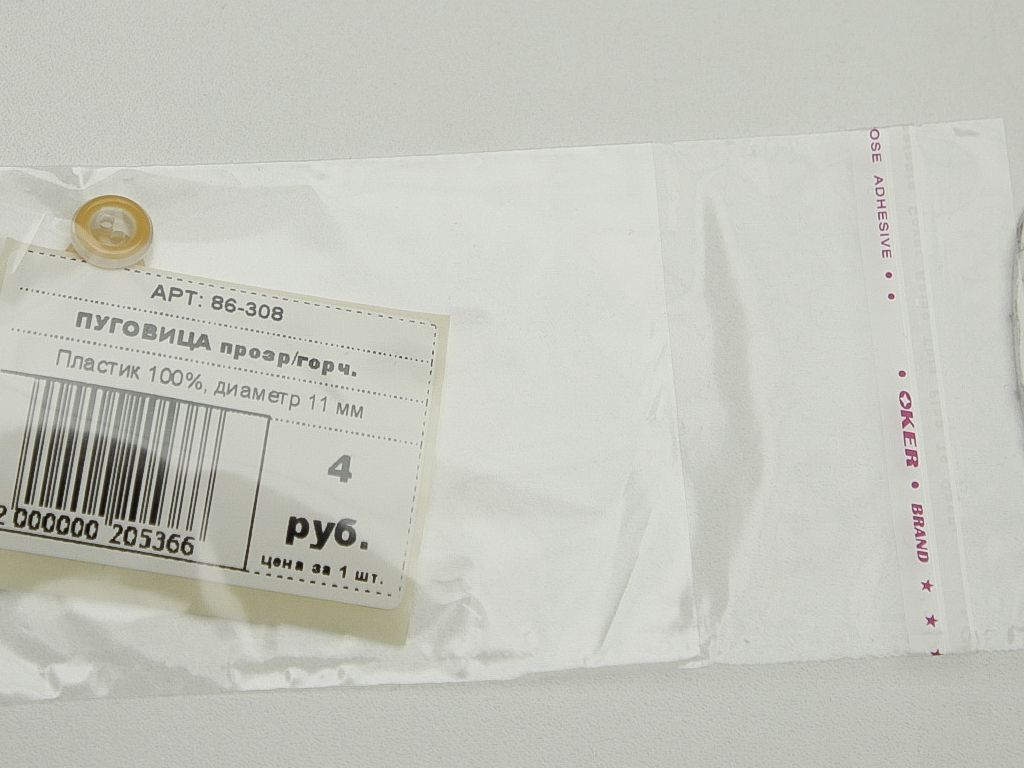 АРТ: 86-308
ПУГОВИЦА прозр/горч.
Пластик 100%, диаметр 11 мм
4
руб.
цена за 1 шт.
2 000000 205366
OSE ADHESIVE
OKER • BRAND ★ ★